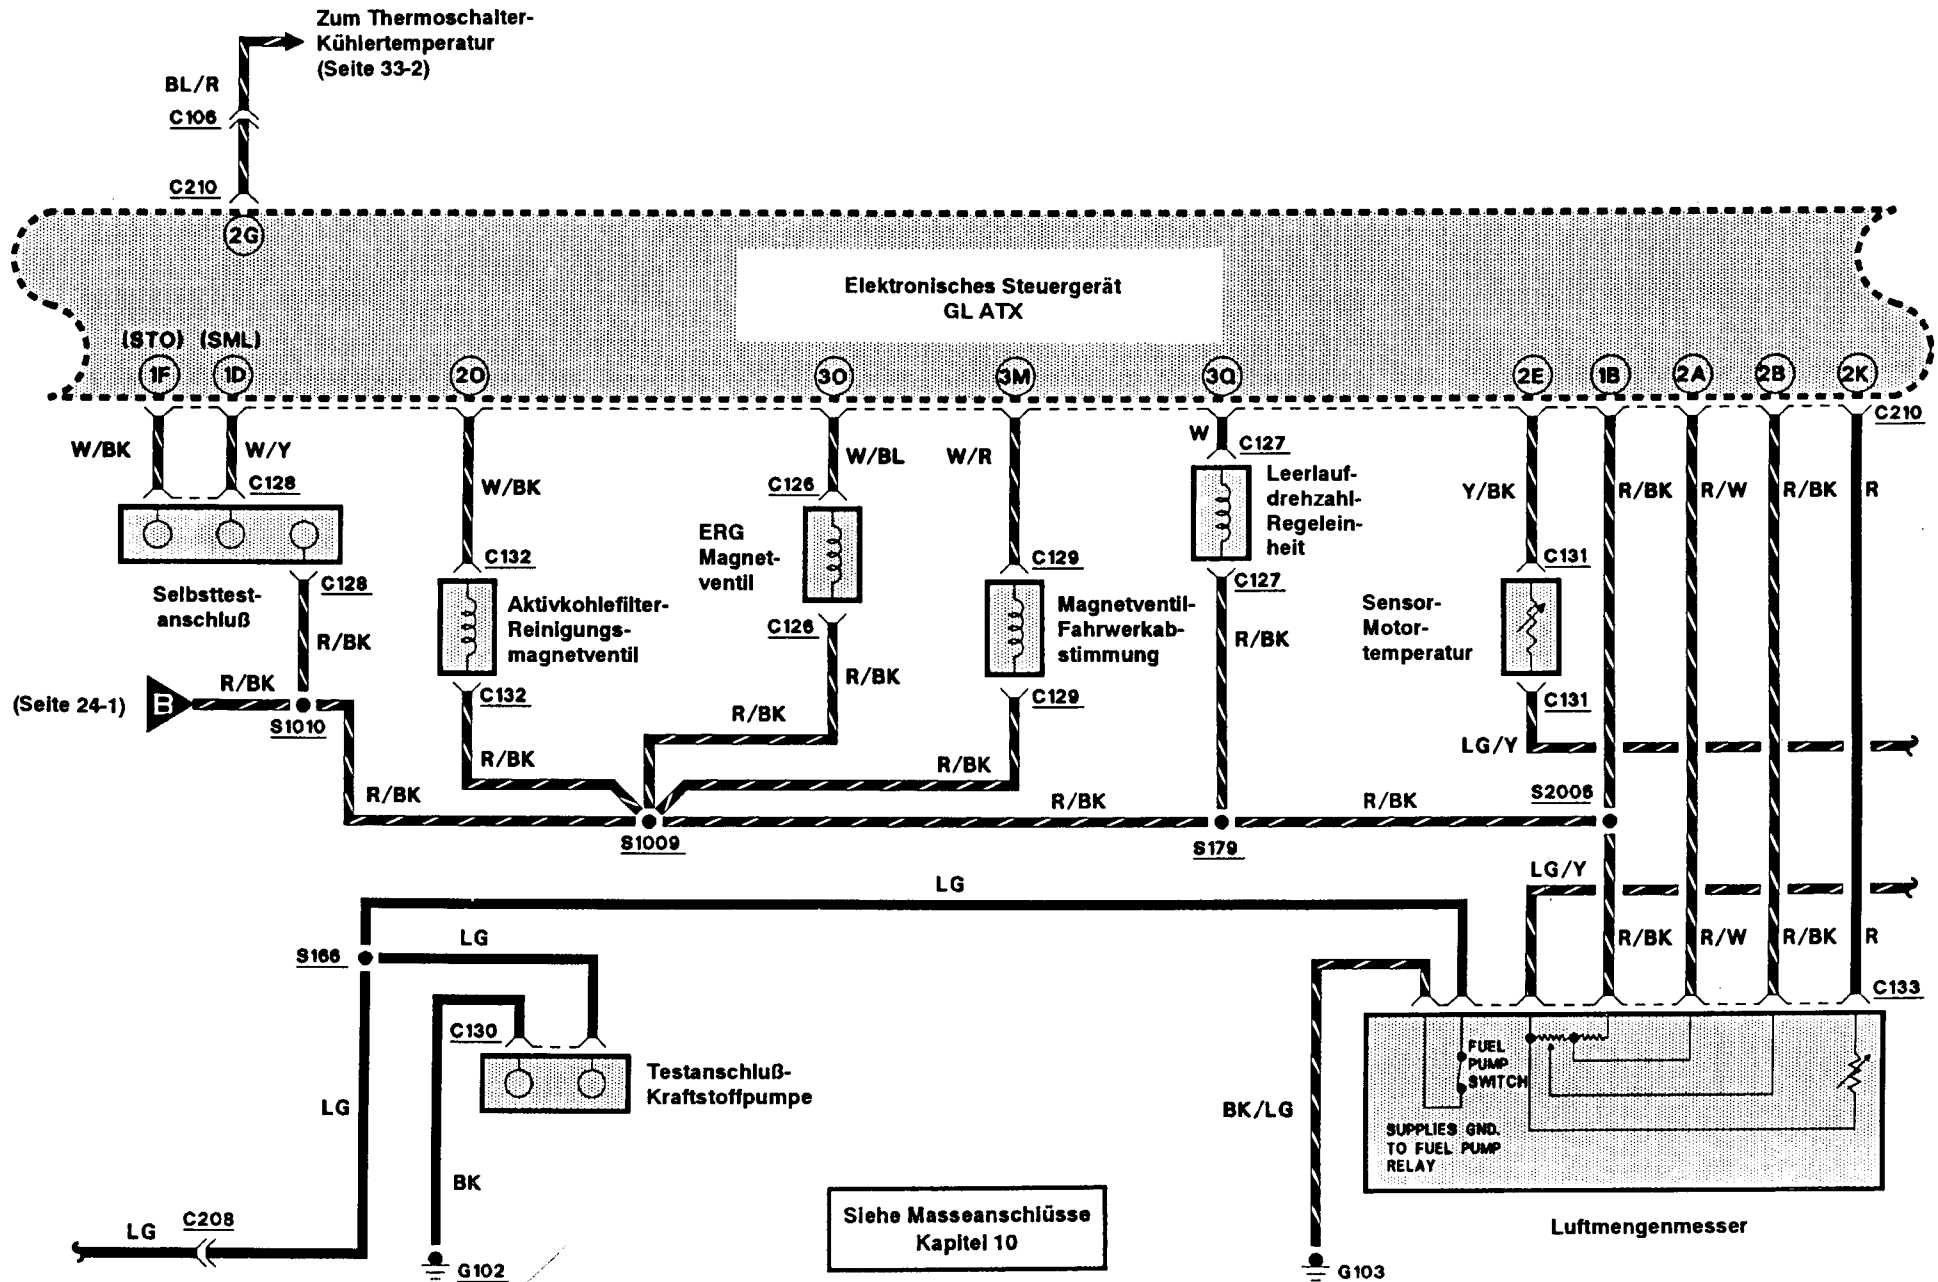 Zum Thermoschalter-
Kühlertemperatur
(Seite 33-2)
BL/R
C106
C210
2G
Elektronisches Steuergerät
GL ATX
(STO) (SML)
1F 1D 2O 3O 3M 3Q 2E 1B 2A 2B 2K
C210
W/BK
W/Y
C128
W/BK
W/BL
W/R
W
C127
Y/BK
R/BK
R/W
R/BK
R
C126
Leerlauf-
drehzahl-
Regelein-
heit
C132
ERG
Magnet-
ventil
C129
C131
Selbsttest-
anschluß
C128
R/BK
Aktivkohlefilter-
Reinigungs-
magnetventil
C126
R/BK
Magnetventil-
Fahrwerkab-
stimmung
C127
R/BK
Sensor-
Motor-
temperatur
(Seite 24-1)
B
R/BK
S1010
C132
C129
C131
R/BK
R/BK
R/BK
LG/Y
R/BK
R/BK
R/BK
S2006
S1009
S179
LG/Y
LG
S166
LG
R/BK
R/W
R/BK
R
C133
C130
Testanschluß-
Kraftstoffpumpe
FUEL
PUMP
SWITCH
SUPPLIES GND.
TO FUEL PUMP
RELAY
LG
BK/LG
BK
Siehe Masseanschlüsse
Kapitel 10
Luftmengenmesser
LG
C208
G102
G103